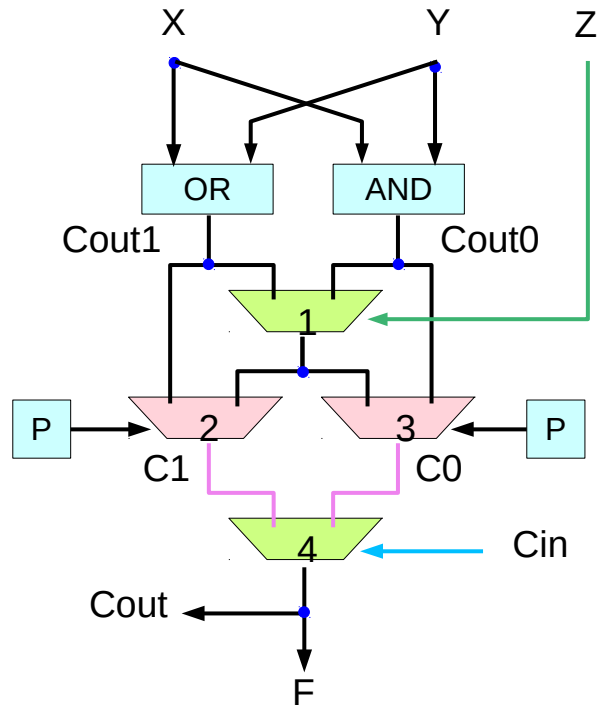 X Y Z
OR AND
Cout1 Cout0
1
2 3
P P
C1 C0
4
Cin
Cout
F